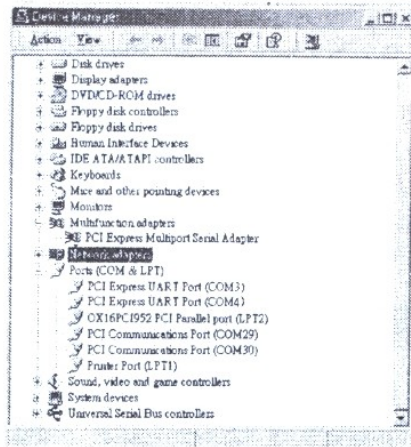 Device Manager
Action View
Disk drives
Display adapters
DVD/CD-ROM drives
Floppy disk controllers
Floppy disk drives
Human Interface Devices
IDE ATA/ATAPI controllers
Keyboards
Mice and other pointing devices
Monitors
Multifunction adapters
PCI Express Multiport Serial Adapter
Network adapters
Ports (COM & LPT)
PCI Express UART Port (COM3)
PCI Express UART Port (COM4)
OX16PCI952 PCI Parallel port (LPT2)
PCI Communications Port (COM29)
PCI Communications Port (COM30)
Printer Port (LPT1)
Sound, video and game controllers
System devices
Universal Serial Bus controllers